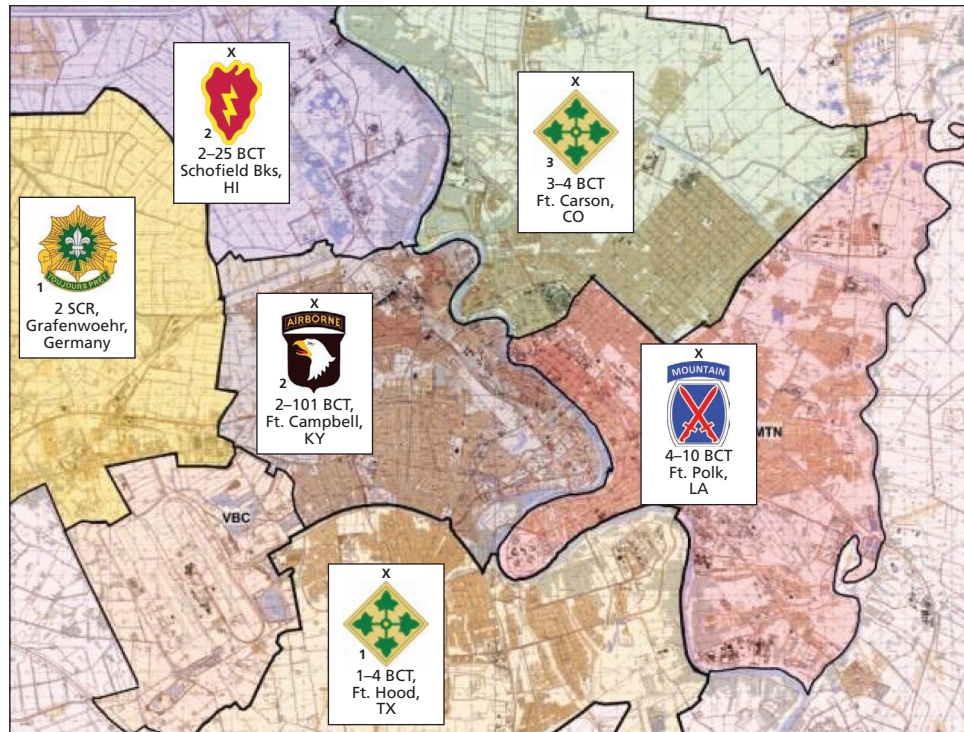 X
2
2–25 BCT
Schofield Bks,
HI
X
3
3–4 BCT
Ft. Carson,
CO
TOUJOURS PRET
1
2 SCR,
Grafenwoehr,
Germany
X
AIRBORNE
2
2–101 BCT,
Ft. Campbell,
KY
X
MOUNTAIN
4–10 BCT
Ft. Polk,
LA
MTN
VBC
X
1
1–4 BCT,
Ft. Hood,
TX